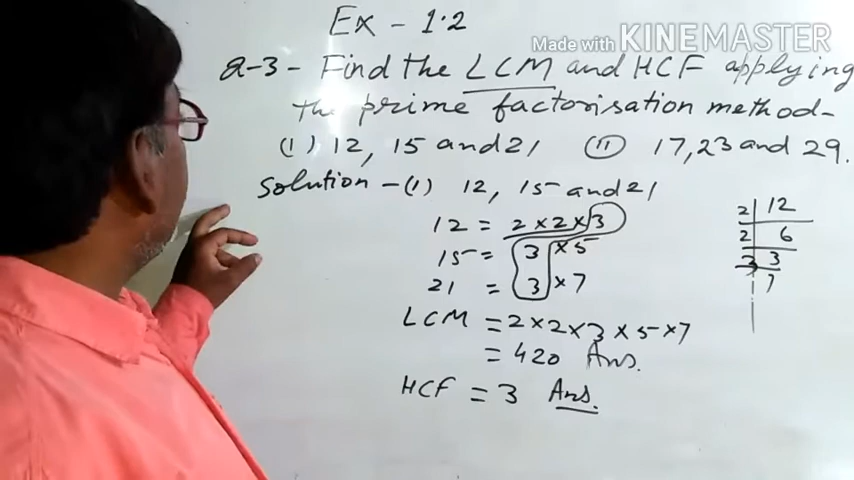 Ex - 1.2
Made with KINEMASTER
Q-3 - Find the LCM and HCF applying
the prime factorisation method-
(I) 12, 15 and 21 (II) 17, 23 and 29.
Solution - (I) 12, 15 and 21
12 = 2 × 2 × 3
15 = 3 × 5
21 = 3 × 7
LCM = 2 × 2 × 3 × 5 × 7
= 420 Ans.
HCF = 3 Ans.
2 | 12
2 | 6
3 | 3
| 1